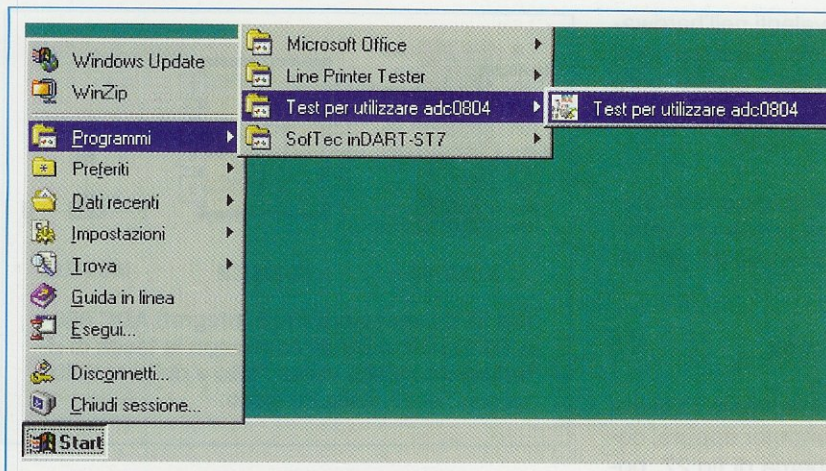 Windows Update
WinZip
Programmi
Preferiti
Dati recenti
Impostazioni
Trova
Guida in linea
Esegui...
Disconnetti...
Chiudi sessione...
Start
Microsoft Office
Line Printer Tester
Test per utilizzare adc0804
SofTec inDART-ST7
Test per utilizzare adc0804